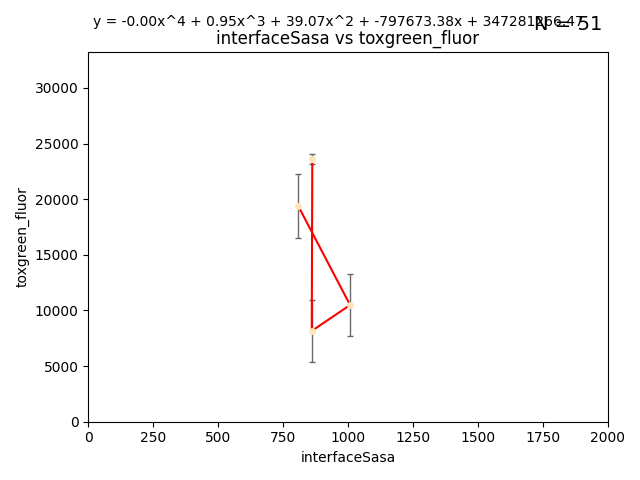 y = -0.00x^4 + 0.95x^3 + 39.07x^2 + -797673.38x +
N = 51
interfaceSasa vs toxgreen_fluor
30000
25000
20000
15000
10000
5000
0
toxgreen_fluor
0 250 500 750 1000 1250 1500 1750 2000
interfaceSasa